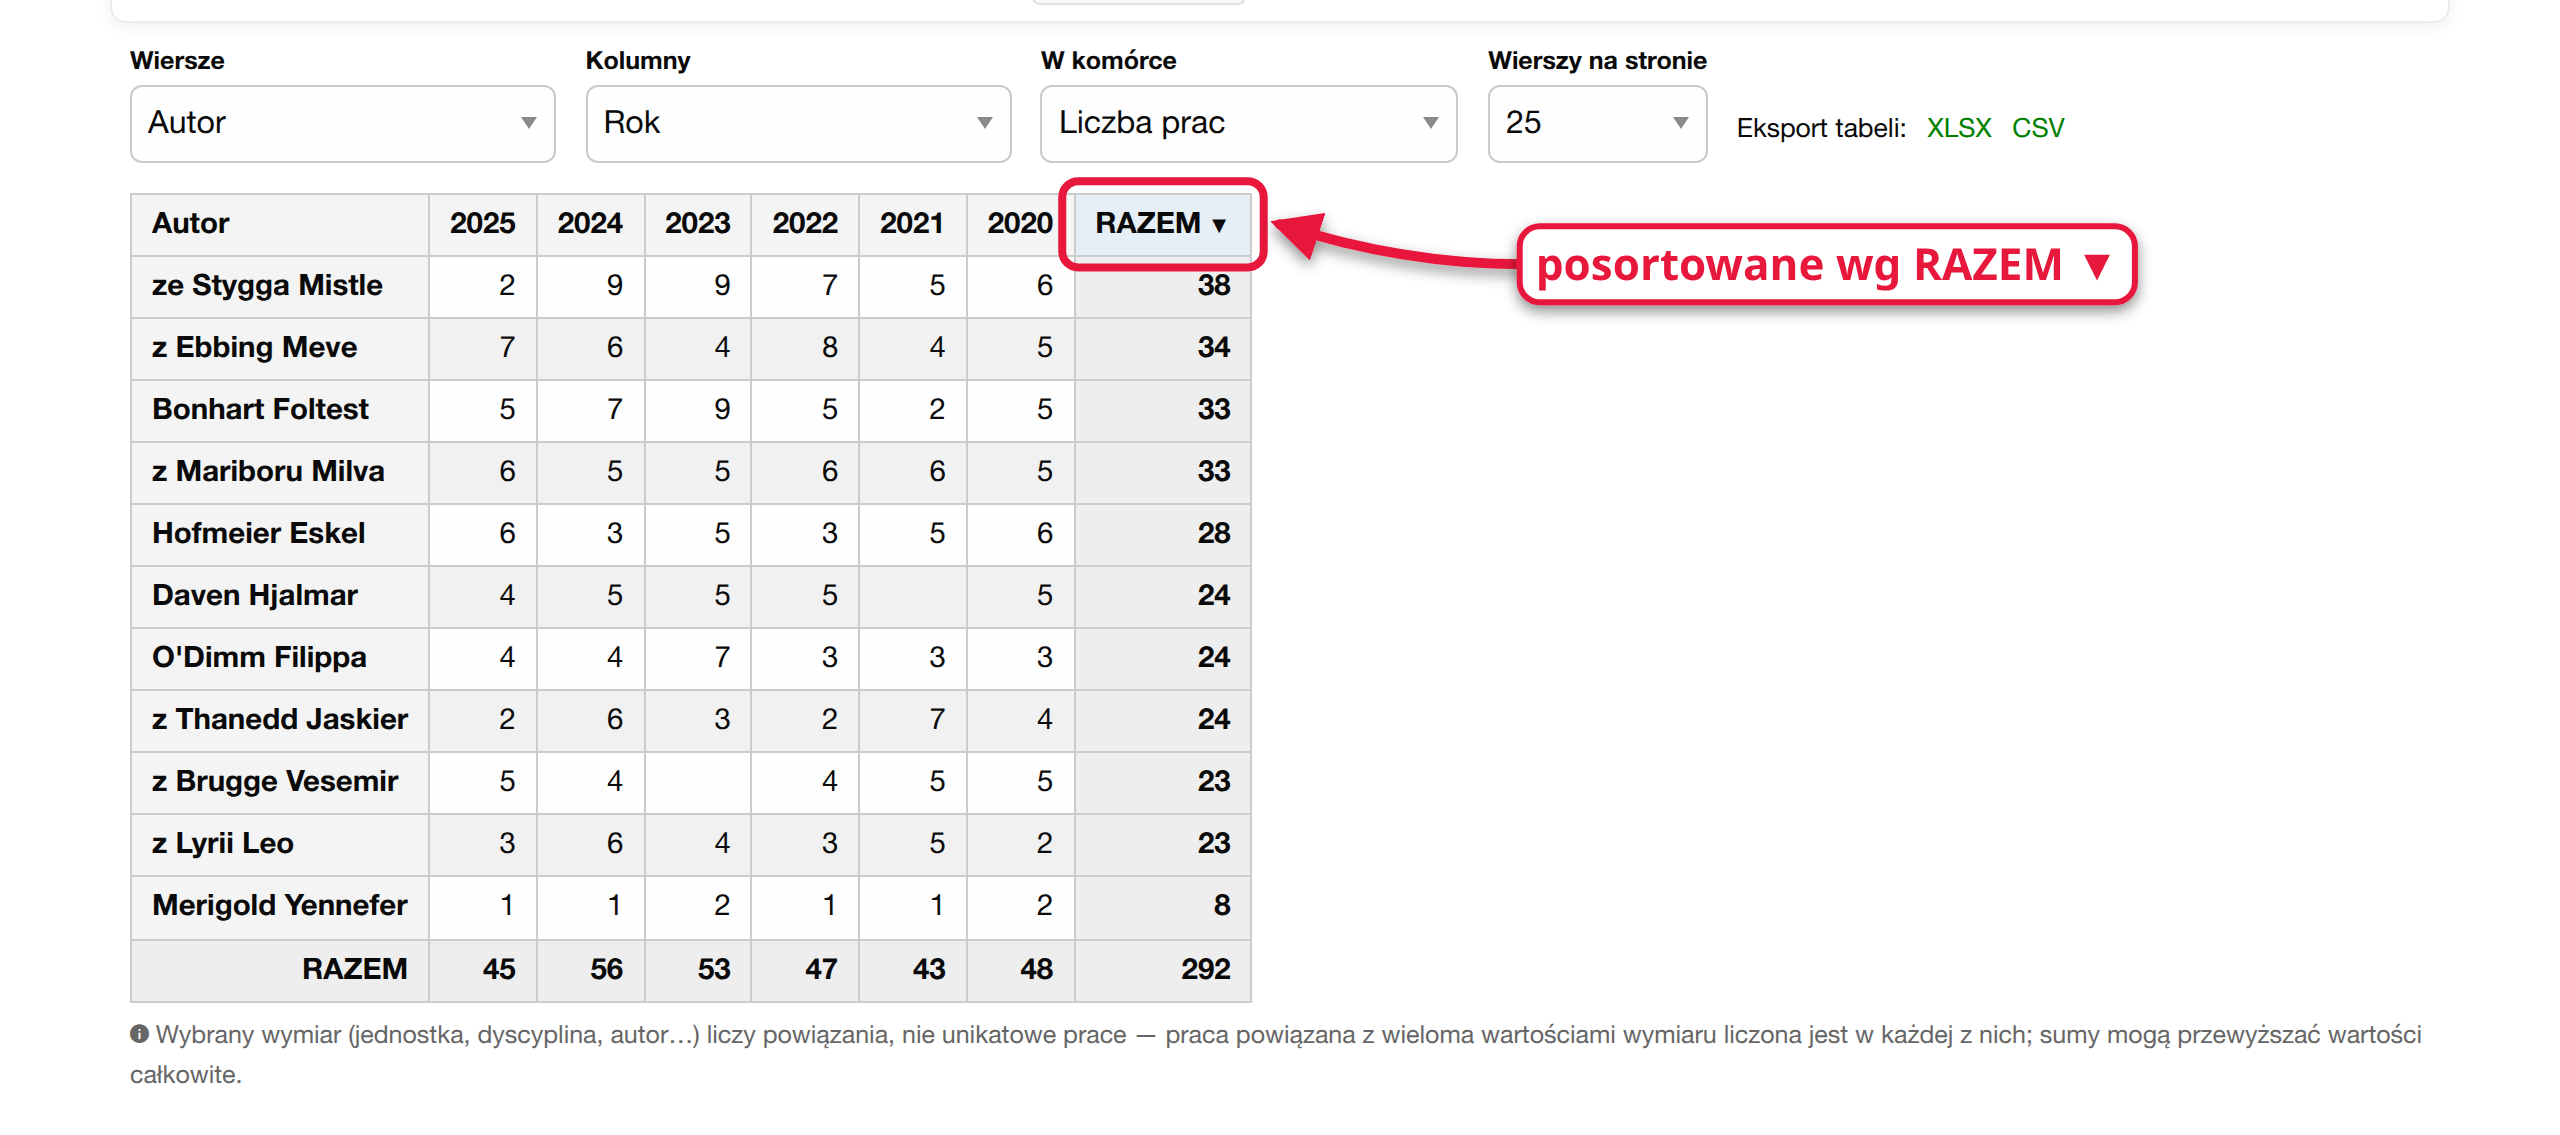 Wiersze Kolumny W komórce Wierszy na stronie
Autor Rok Liczba prac 25 Eksport tabeli: XLSX CSV
Autor 2025 2024 2023 2022 2021 2020 RAZEM ▼
posortowane wg RAZEM ▼
ze Stygga Mistle 2 9 9 7 5 6 38
z Ebbing Meve 7 6 4 8 4 5 34
Bonhart Foltest 5 7 9 5 2 5 33
z Mariboru Milva 6 5 5 6 6 5 33
Hofmeier Eskel 6 3 5 3 5 6 28
Daven Hjalmar 4 5 5 5 5 24
O'Dimm Filippa 4 4 7 3 3 3 24
z Thanedd Jaskier 2 6 3 2 7 4 24
z Brugge Vesemir 5 4 4 5 5 23
z Lyrii Leo 3 6 4 3 5 2 23
Merigold Yennefer 1 1 2 1 1 2 8
RAZEM 45 56 53 47 43 48 292
Wybrany wymiar (jednostka, dyscyplina, autor…) liczy powiązania, nie unikatowe prace — praca powiązana z wieloma wartościami wymiaru liczona jest w każdej z nich; sumy mogą przewyższać wartości
całkowite.